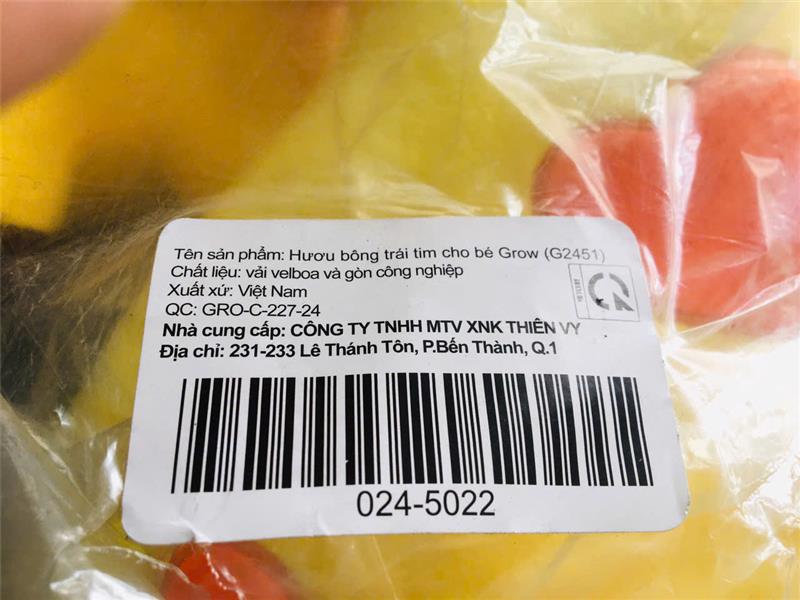 Tên sản phẩm: Hươu bông trái tim cho bé Grow (G2451)
Chất liệu: vải velboa và gòn công nghiệp
Xuất xứ: Việt Nam
QC: GRO-C-227-24
Nhà cung cấp: CÔNG TY TNHH MTV XNK THIÊN VY
Địa chỉ: 231-233 Lê Thánh Tôn, P.Bến Thành, Q.1
024-5022